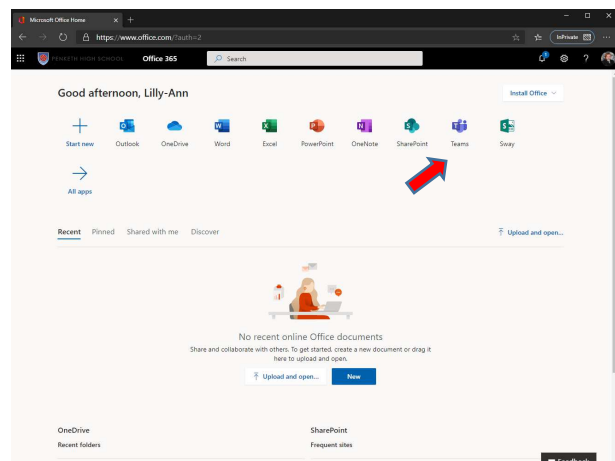 Microsoft Office Home
https://www.office.com/?auth=2
InPrivate
PENKETH HIGH SCHOOL
Office 365
Search
Good afternoon, Lilly-Ann
Install Office
Start new
Outlook
OneDrive
Word
Excel
PowerPoint
OneNote
SharePoint
Teams
Sway
All apps
Recent Pinned Shared with me Discover
Upload and open...
No recent online Office documents
Share and collaborate with others. To get started, create a new document or drag it
here to upload and open.
Upload and open...
New
OneDrive
SharePoint
Recent folders
Frequent sites
Feedback